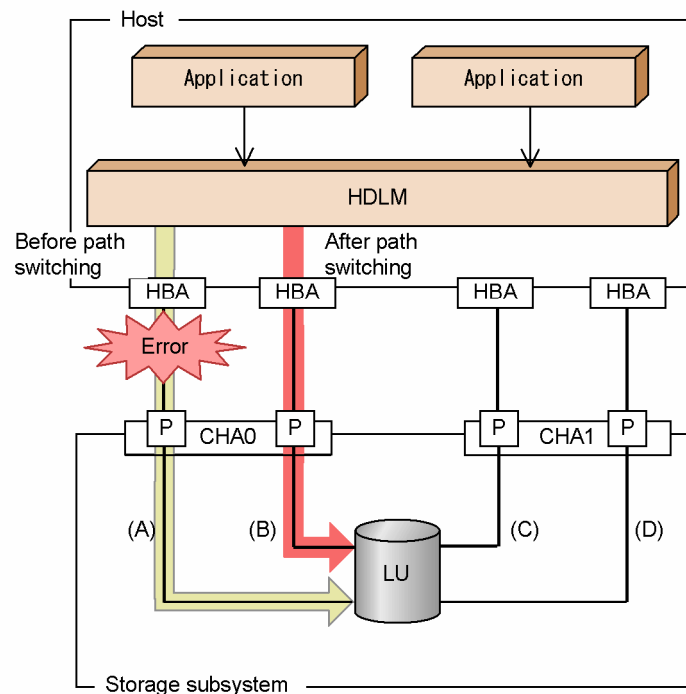 Host
Application
Application
HDLM
Before path
switching
After path
switching
HBA
HBA
HBA
HBA
Error
P
CHA0
P
P
CHA1
P
(A)
(B)
(C)
(D)
LU
Storage subsystem